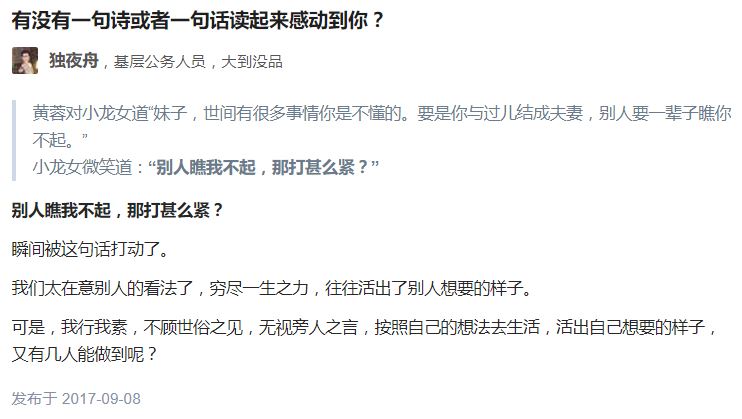 有没有一句诗或者一句话读起来感动到你？
独夜舟，基层公务人员，大到没品
黄蓉对小龙女道“妹子，世间有很多事情你是不懂的。要是你与过儿结成夫妻，别人要一辈子瞧你
不起。”
小龙女微笑道：“别人瞧我不起，那打甚么紧？”
别人瞧我不起，那打甚么紧？
瞬间被这句话打动了。
我们太在意别人的看法了，穷尽一生之力，往往活出了别人想要的样子。
可是，我行我素，不顾世俗之见，无视旁人之言，按照自己的想法去生活，活出自己想要的样子，
又有几人能做到呢？
发布于 2017-09-08